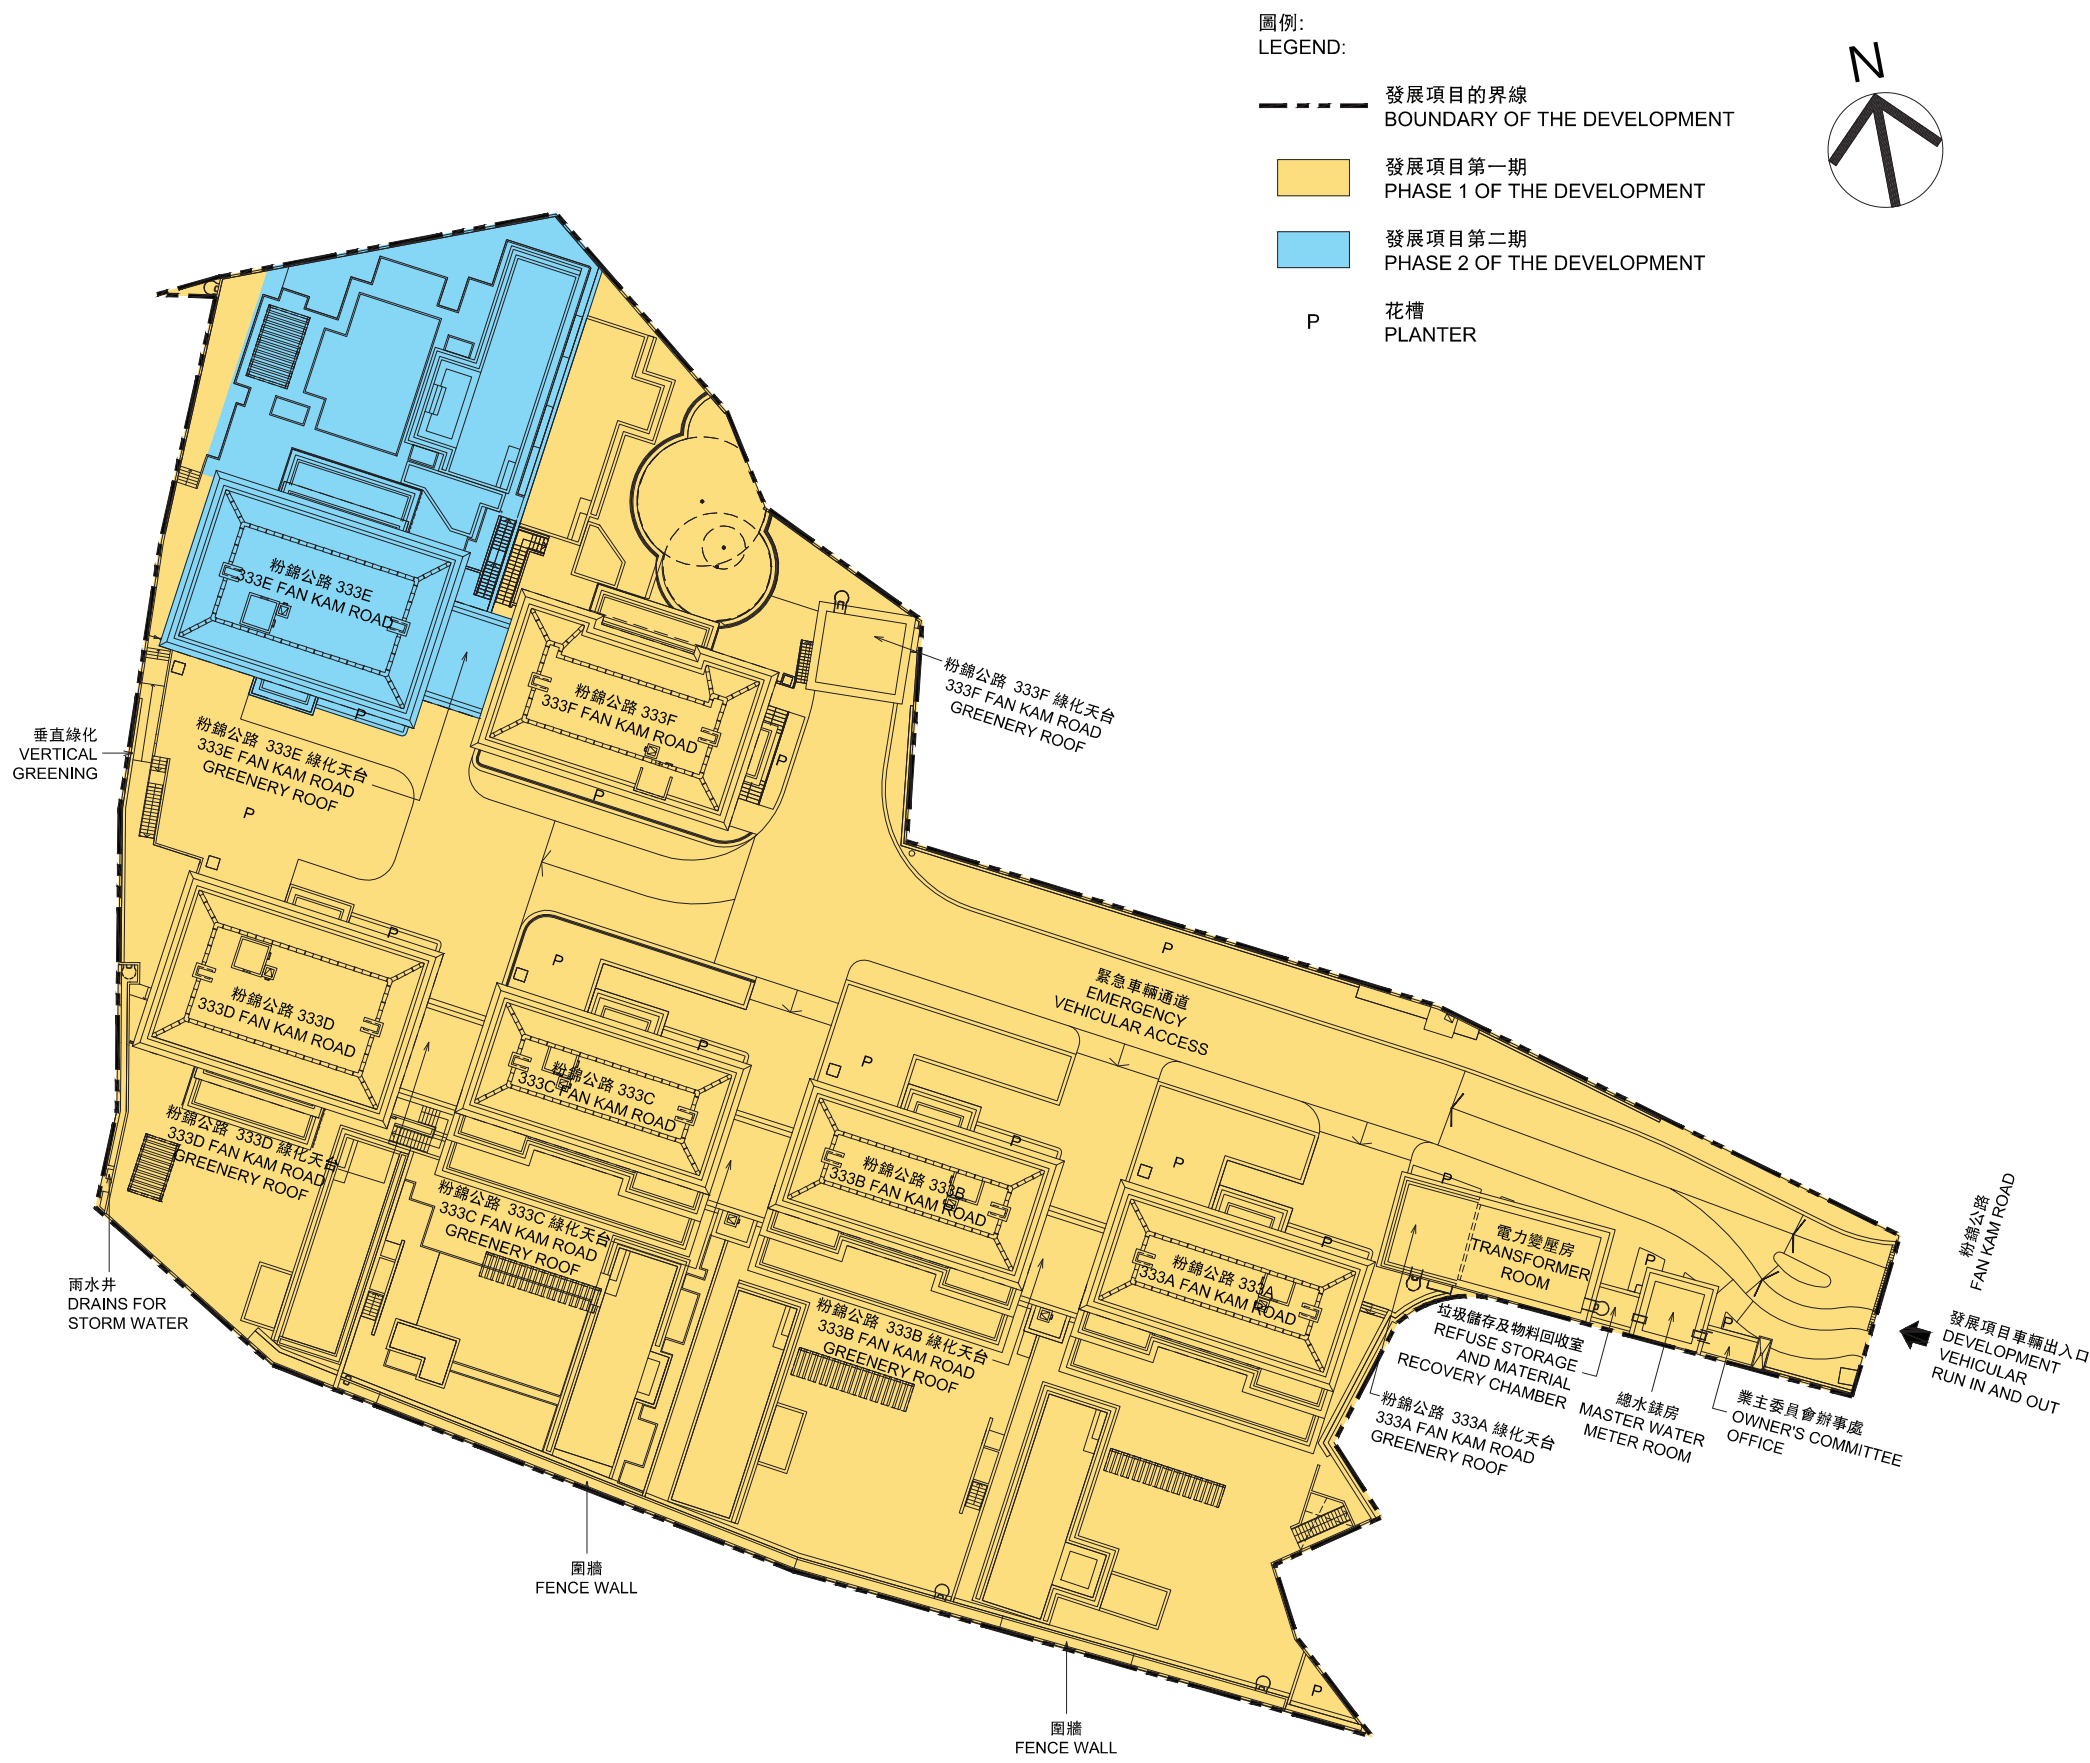 圖例:
LEGEND:
發展項目的界線
BOUNDARY OF THE DEVELOPMENT
發展項目第一期
PHASE 1 OF THE DEVELOPMENT
發展項目第二期
PHASE 2 OF THE DEVELOPMENT
P
花槽
PLANTER
N
粉錦公路 333E
333E FAN KAM ROAD
P
粉錦公路 333F
333F FAN KAM ROAD
P
P
粉錦公路 333F 綠化天台
333F FAN KAM ROAD
GREENERY ROOF
垂直綠化
VERTICAL
GREENING
粉錦公路 333E 綠化天台
333E FAN KAM ROAD
GREENERY ROOF
P
P
粉錦公路 333D
333D FAN KAM ROAD
P
P
粉錦公路 333C
333C FAN KAM ROAD
P
緊急車輛通道
EMERGENCY
VEHICULAR ACCESS
P
P
粉錦公路 333B
333B FAN KAM ROAD
P
P
粉錦公路 333A
333A FAN KAM ROAD
P
P
電力變壓房
TRANSFORMER
ROOM
P
P
粉錦公路
FAN KAM ROAD
發展項目車輛出入口
DEVELOPMENT
VEHICULAR
RUN IN AND OUT
粉錦公路 333D 綠化天台
333D FAN KAM ROAD
GREENERY ROOF
粉錦公路 333C 綠化天台
333C FAN KAM ROAD
GREENERY ROOF
粉錦公路 333B 綠化天台
333B FAN KAM ROAD
GREENERY ROOF
垃圾儲存及物料回收室
REFUSE STORAGE
AND MATERIAL
RECOVERY CHAMBER
粉錦公路 333A 綠化天台
333A FAN KAM ROAD
GREENERY ROOF
總水錶房
MASTER WATER
METER ROOM
業主委員會辦事處
OWNER'S COMMITTEE
OFFICE
雨水井
DRAINS FOR
STORM WATER
圍牆
FENCE WALL
P
圍牆
FENCE WALL